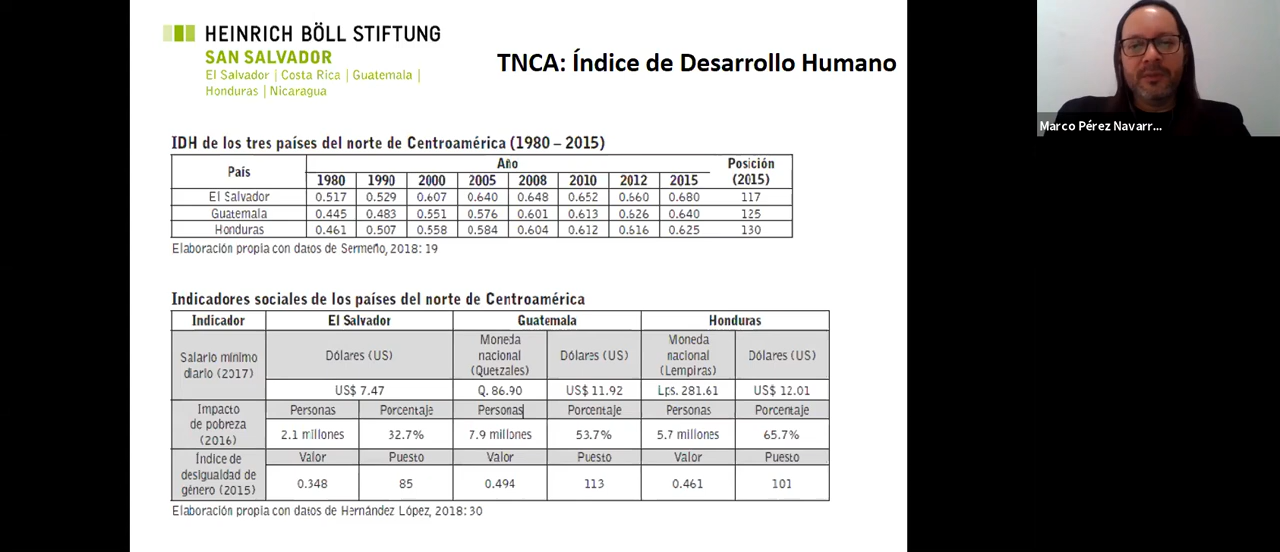 HEINRICH BÖLL STIFTUNG
SAN SALVADOR
El Salvador | Costa Rica | Guatemala |
Honduras | Nicaragua
TNCA: Índice de Desarrollo Humano
Marco Pérez Navarr...
IDH de los tres países del norte de Centroamérica (1980 – 2015)
País Año Posición (2015)
1980 1990 2000 2005 2008 2010 2012 2015
El Salvador 0.517 0.529 0.607 0.640 0.648 0.652 0.660 0.680 117
Guatemala 0.445 0.483 0.551 0.576 0.601 0.613 0.626 0.640 125
Honduras 0.461 0.507 0.558 0.584 0.604 0.612 0.616 0.625 130
Elaboración propia con datos de Sermeño, 2018: 19
Indicadores sociales de los países del norte de Centroamérica
Indicador El Salvador Guatemala Honduras
Salario mínimo diario (2017) Dólares (US) Moneda nacional (Quetzales) Dólares (US) Moneda nacional (Lempiras) Dólares (US)
US$ 7.47 Q. 86.90 US$ 11.92 Lps. 281.61 US$ 12.01
Impacto de pobreza (2016) Personas Porcentaje Personas Porcentaje Personas Porcentaje
2.1 millones 32.7% 7.9 millones 53.7% 5.7 millones 65.7%
Índice de desigualdad de género (2015) Valor Puesto Valor Puesto Valor Puesto
0.348 85 0.494 113 0.461 101
Elaboración propia con datos de Hernández López, 2018: 30